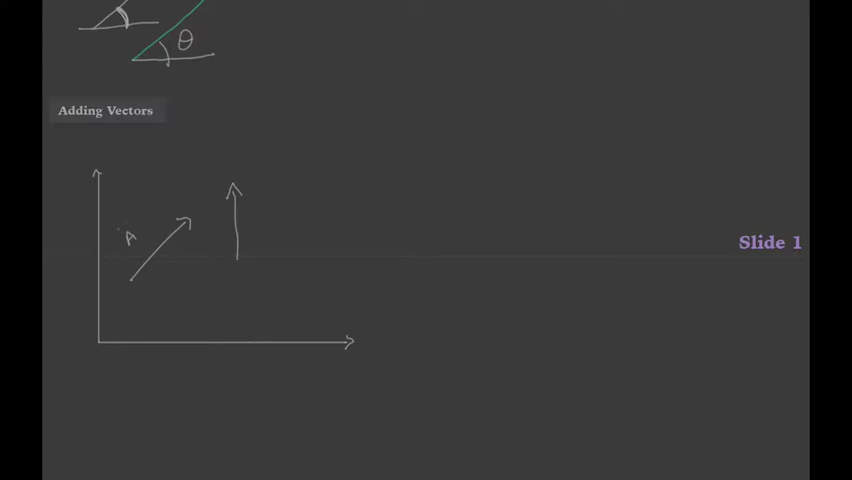 θ
Adding Vectors
A
Slide 1